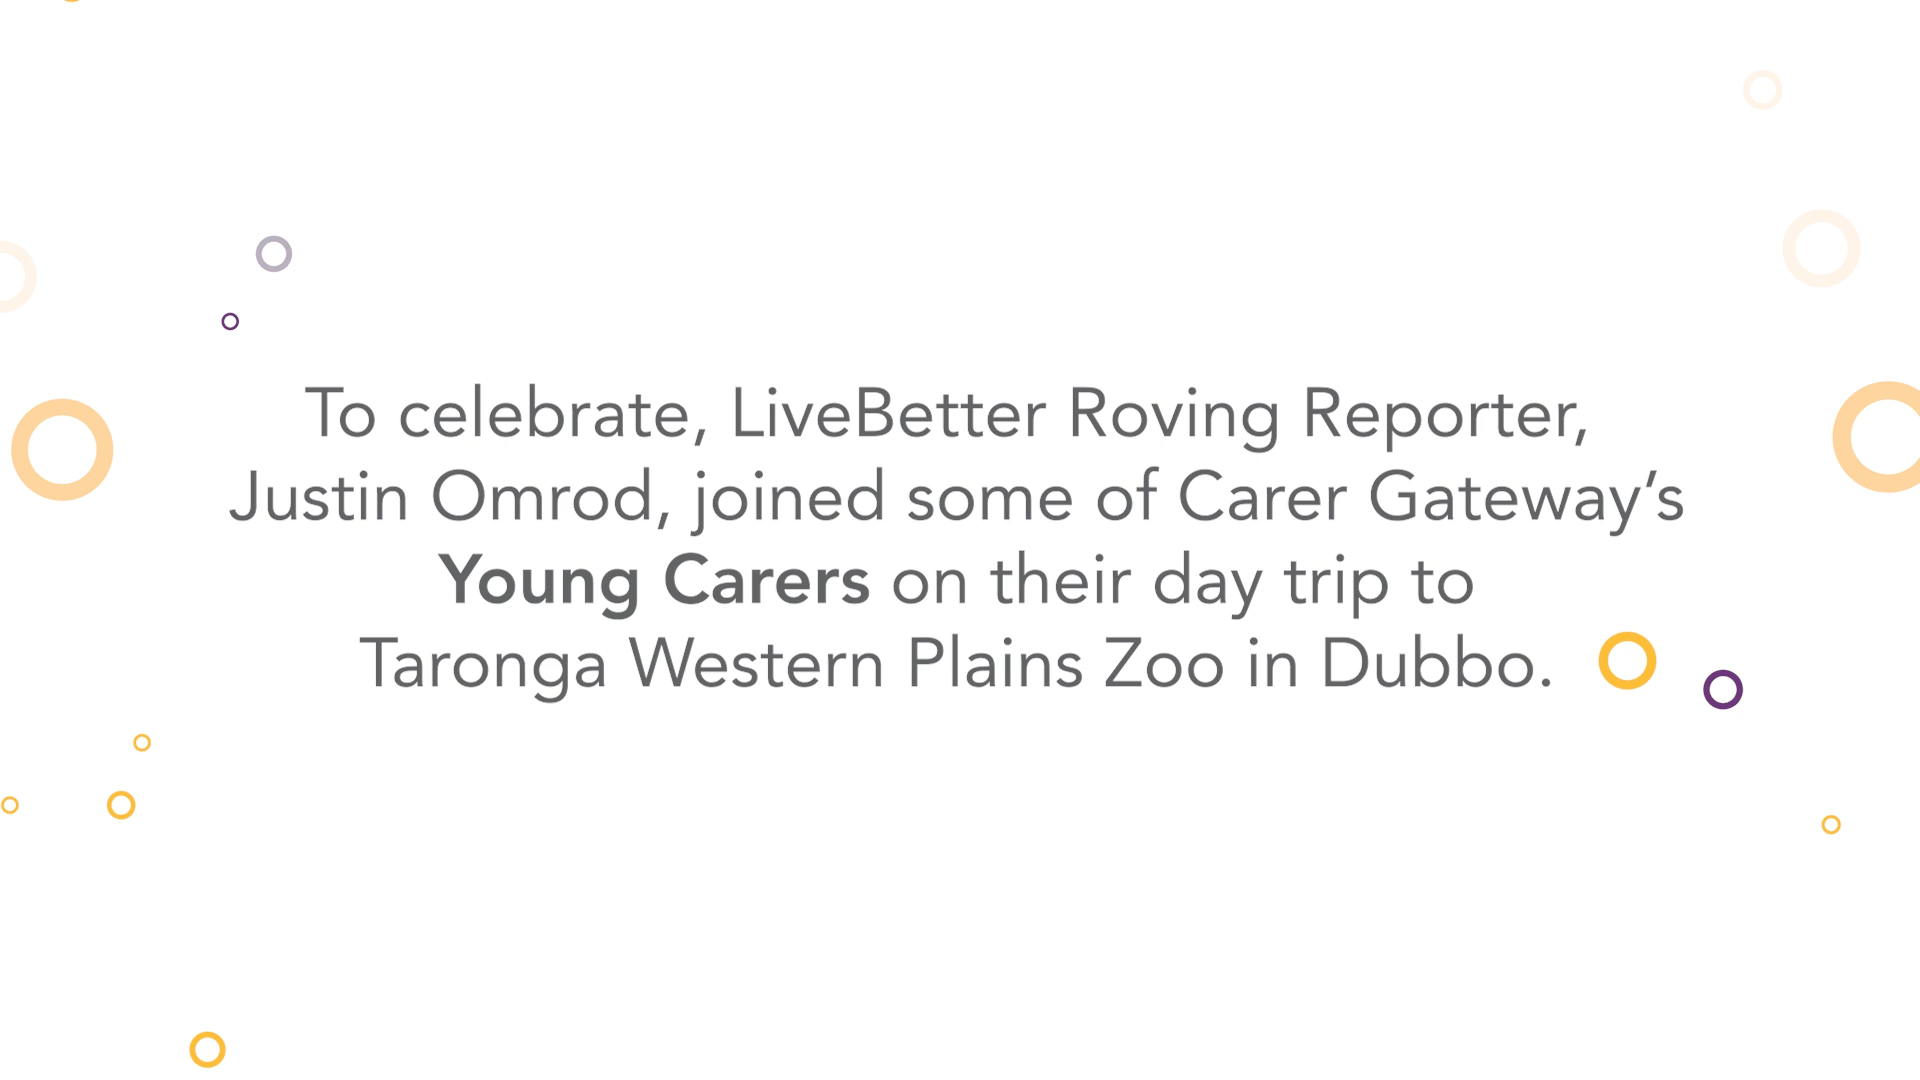 To celebrate, LiveBetter Roving Reporter,
Justin Omrod, joined some of Carer Gateway’s
Young Carers on their day trip to
Taronga Western Plains Zoo in Dubbo.